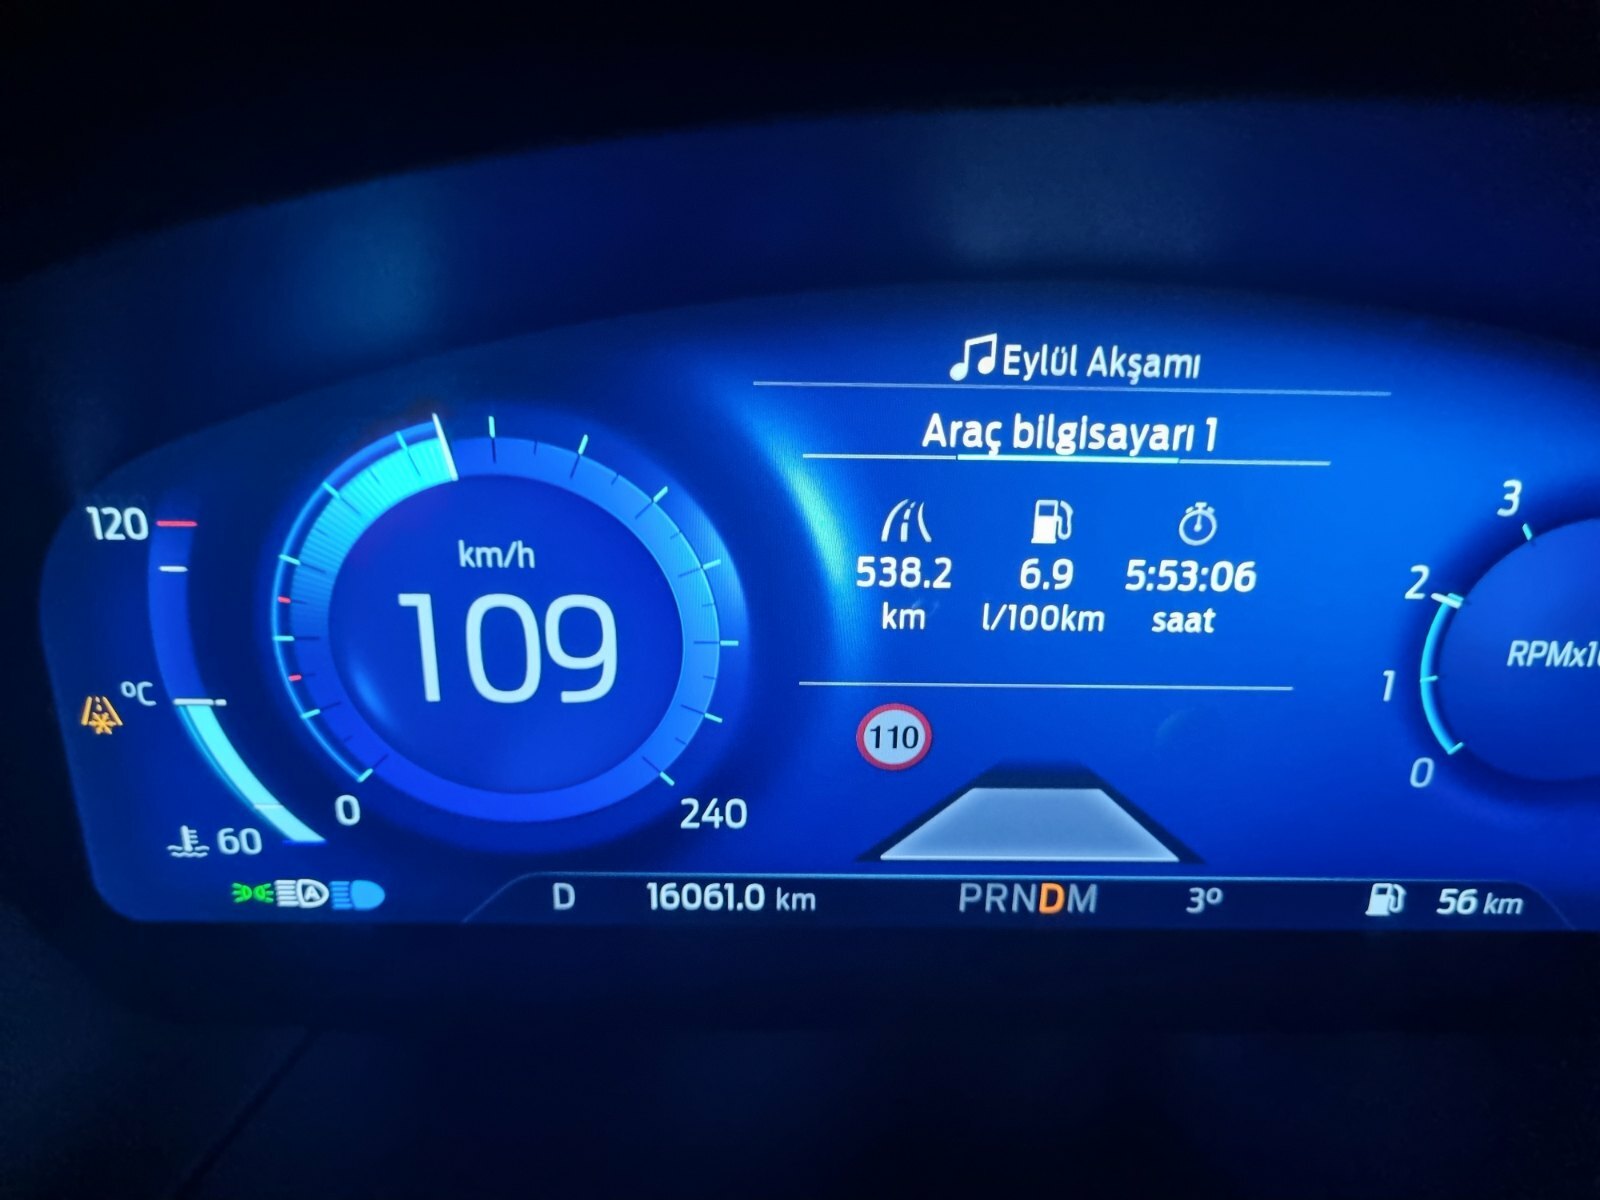 Eylül Akşamı
Araç bilgisayarı 1
538.2 6.9 5:53:06
km l/100km saat
110
120
°C
60
km/h
109
0
240
3
2
1
0
RPMx1
A
D 16061.0 km PRNDM 3° 56 km